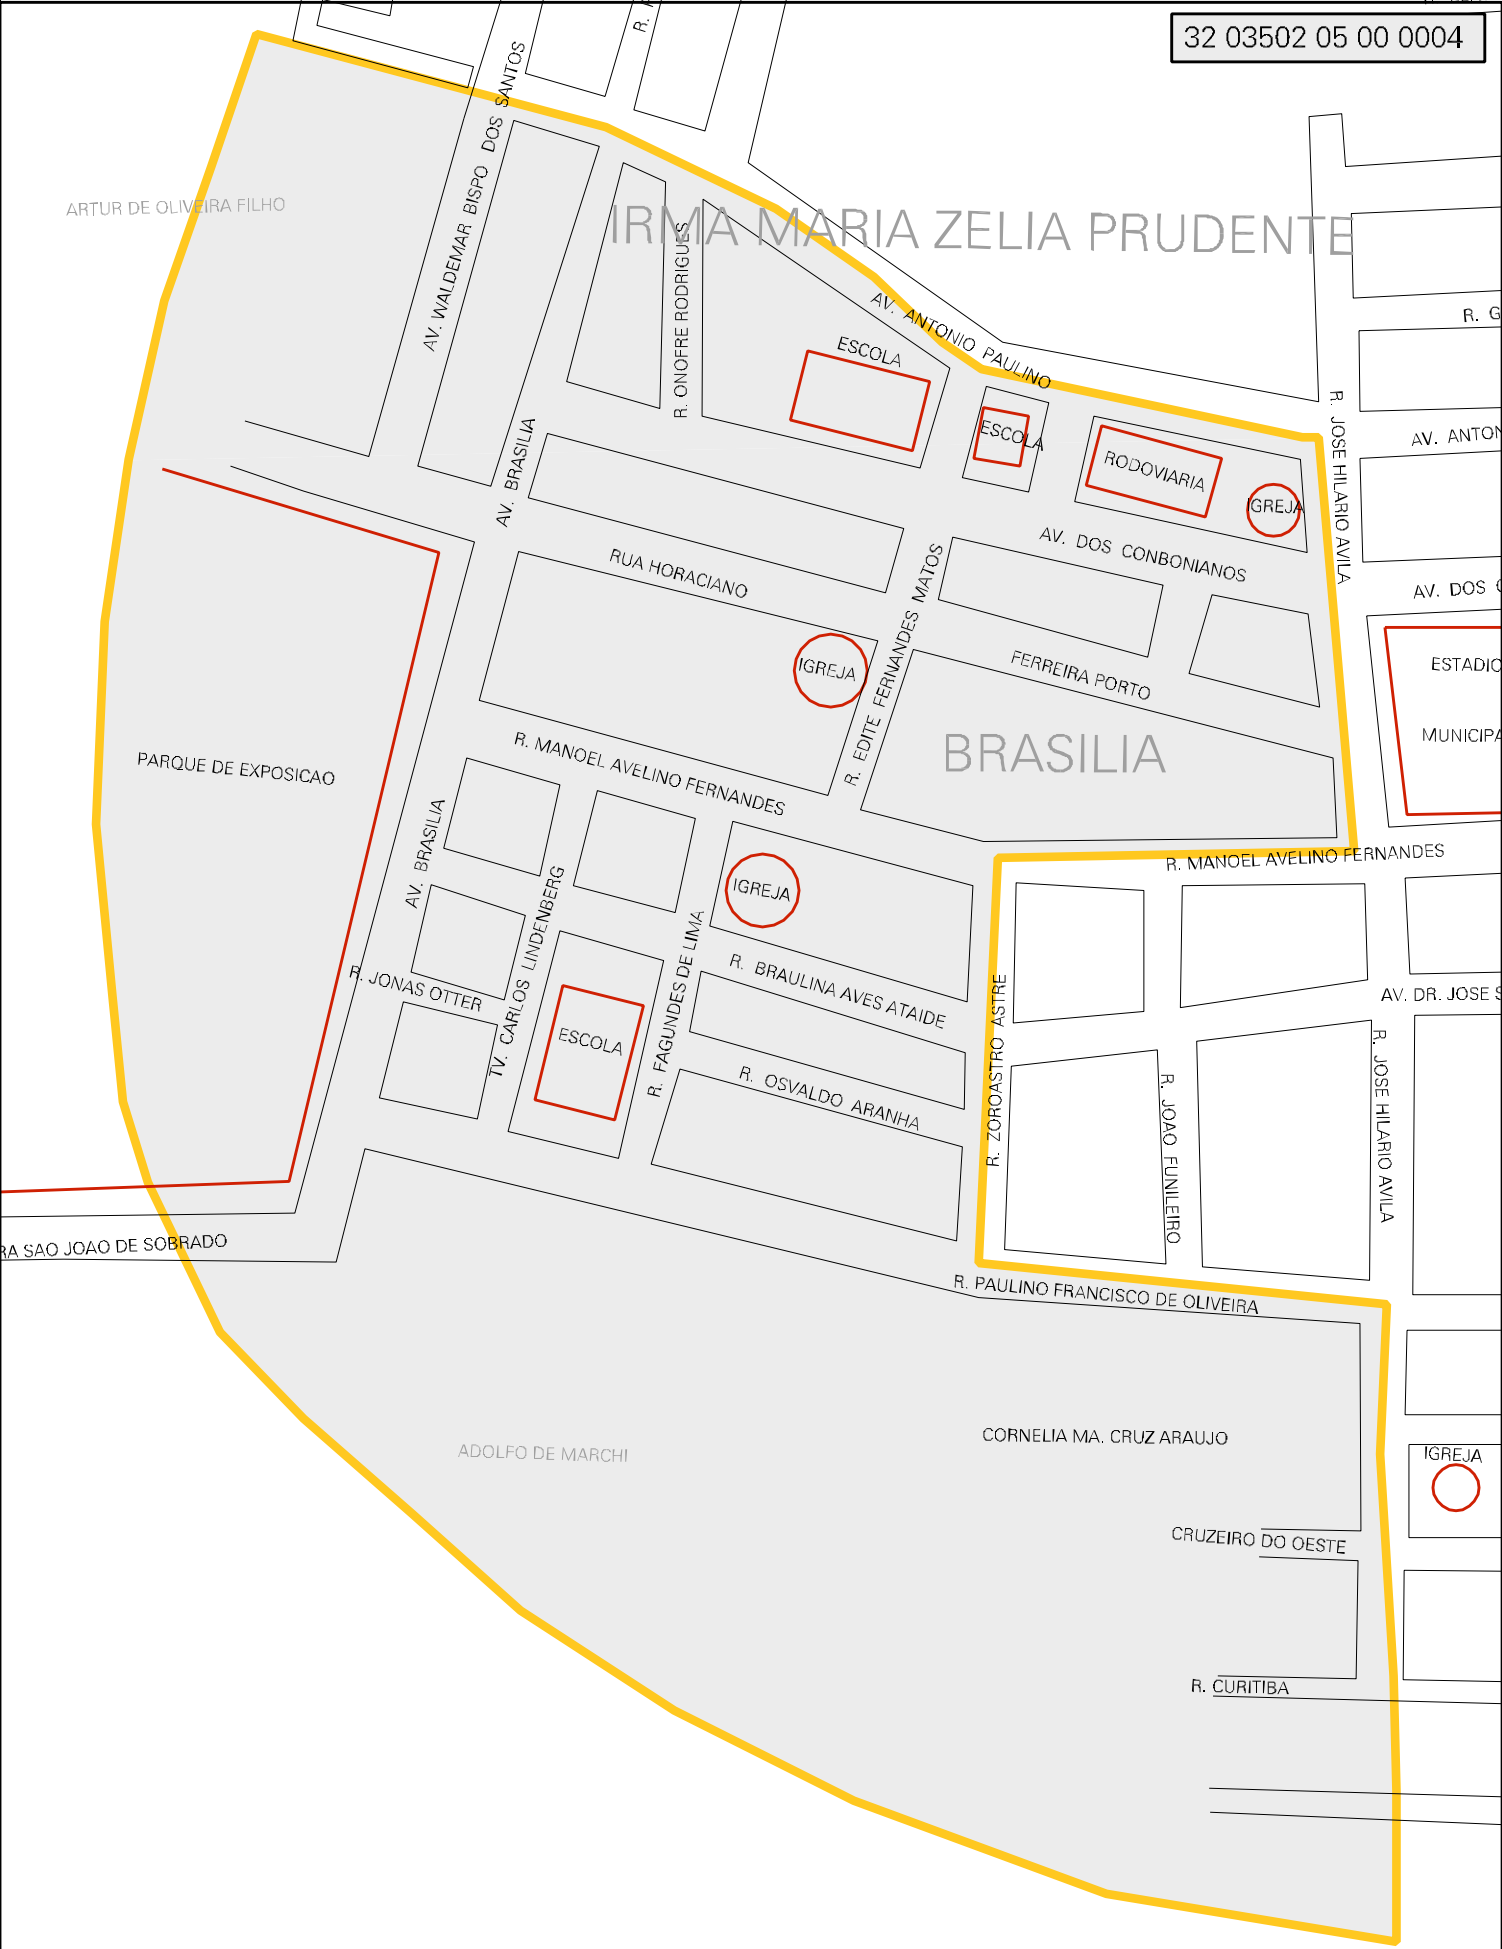 32 03502 05 00 0004
AV. WALDEMAR BISPO DOS SANTOS
ARTUR DE OLIVEIRA FILHO
IRMA MARIA ZELIA PRUDENTE
R. ONOFRE RODRIGUES
AV. ANTONIO PAULINO
R. G
ESCOLA
ESCOLA
RODOVIARIA
IGREJA
R. JOSE HILARIO AVILA
AV. ANTON
AV. BRASILIA
RUA HORACIANO
AV. DOS CONBONIANOS
AV. DOS
R. EDITE FERNANDES MATOS
IGREJA
FERREIRA PORTO
ESTADIO
MUNICIPA
BRASILIA
PARQUE DE EXPOSICAO
R. MANOEL AVELINO FERNANDES
AV. BRASILIA
R. MANOEL AVELINO FERNANDES
IGREJA
TV. CARLOS LINDENBERG
R. FAGUNDES DE LIMA
R. BRAULINA AVES ATAIDE
R. JONAS OTTER
R. ZOROASTRO ASTRE
AV. DR. JOSE S
ESCOLA
R. OSVALDO ARANHA
R. JOAO FUNILEIRO
R. JOSE HILARIO AVILA
RA SAO JOAO DE SOBRADO
R. PAULINO FRANCISCO DE OLIVEIRA
CORNELIA MA. CRUZ ARAUJO
ADOLFO DE MARCHI
IGREJA
CRUZEIRO DO OESTE
R. CURITIBA